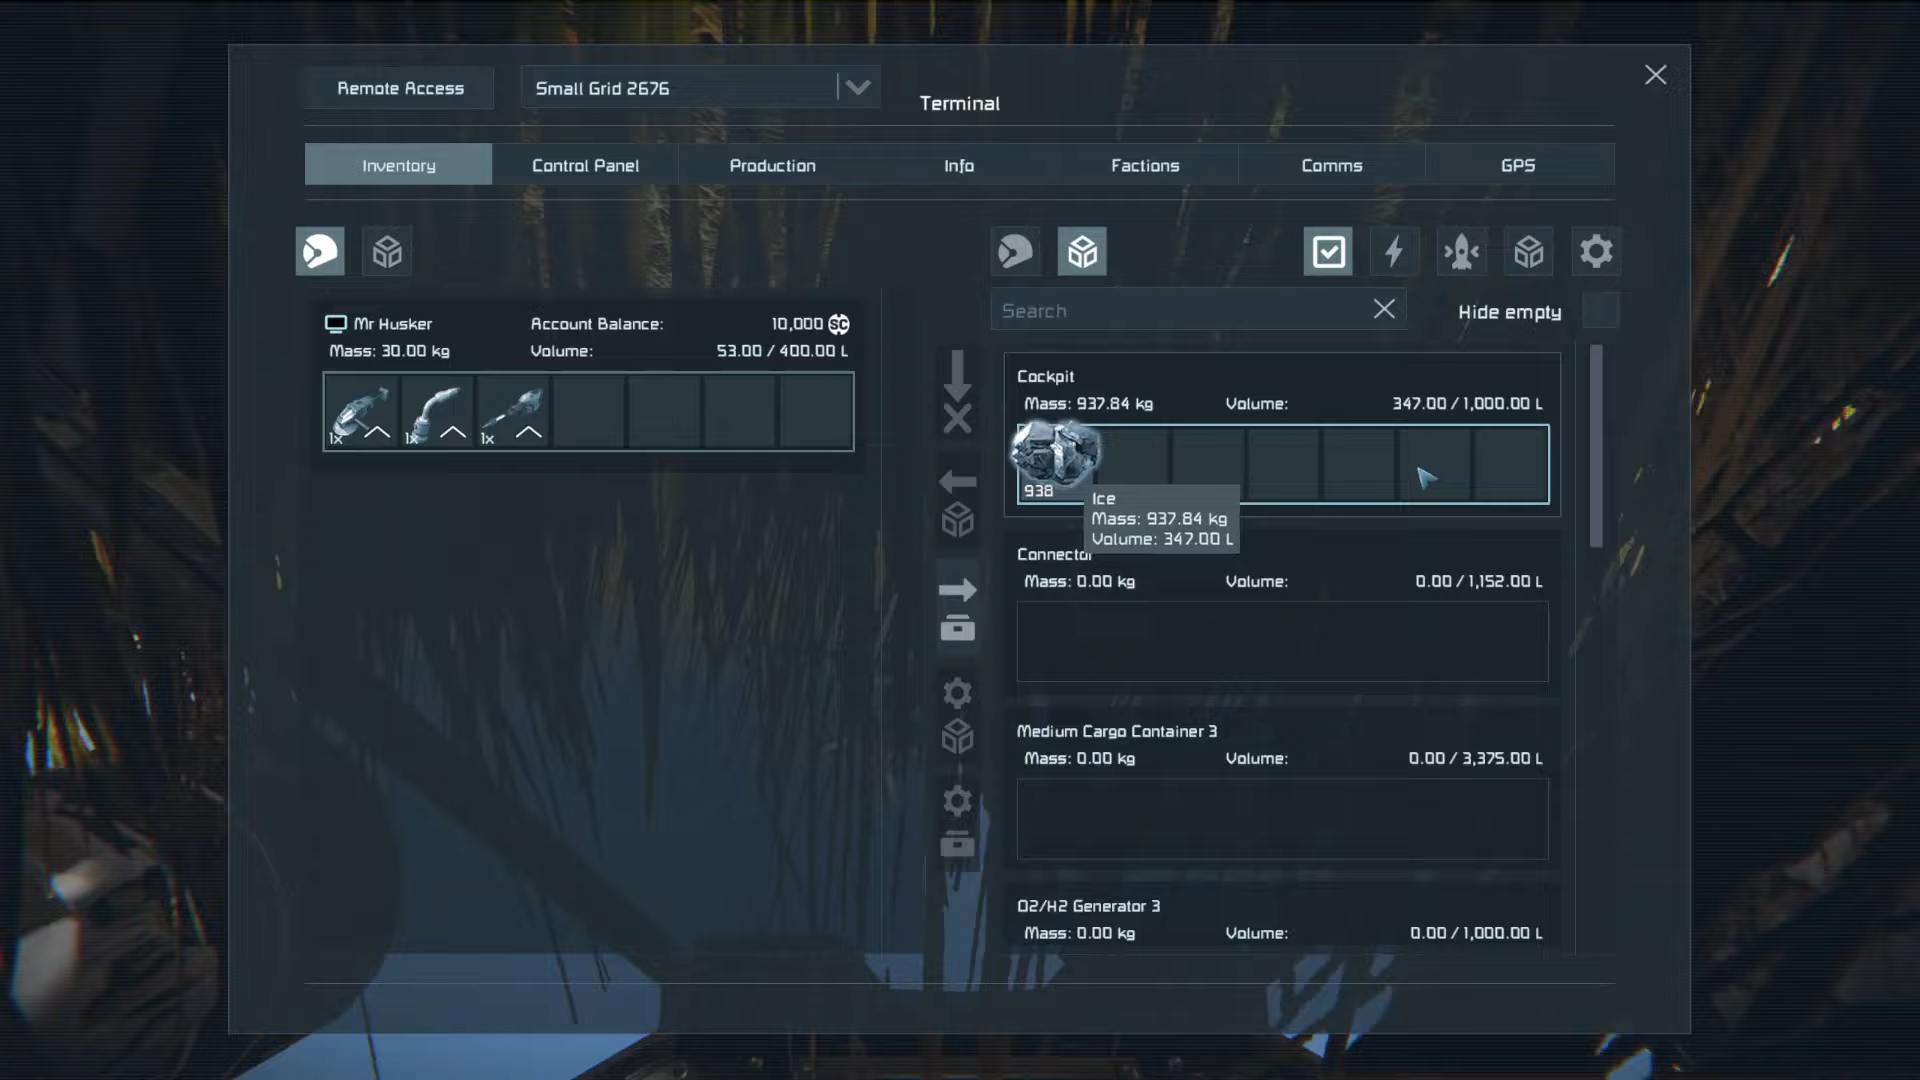 Remote Access
Small Grid 2676
Terminal
Inventory
Control Panel
Production
Info
Factions
Comms
GPS
Search
Hide empty
Mr Husker
Account Balance:
10,000
SC
Mass: 30.00 kg
Volume:
53.00 / 400.00 L
1x
1x
1x
Cockpit
Mass: 937.84 kg
Volume:
347.00 / 1,000.00 L
938
Ice
Mass: 937.84 kg
Volume: 347.00 L
Connector
Mass: 0.00 kg
Volume:
0.00 / 1,152.00 L
Medium Cargo Container 3
Mass: 0.00 kg
Volume:
0.00 / 3,375.00 L
O2/H2 Generator 3
Mass: 0.00 kg
Volume:
0.00 / 1,000.00 L